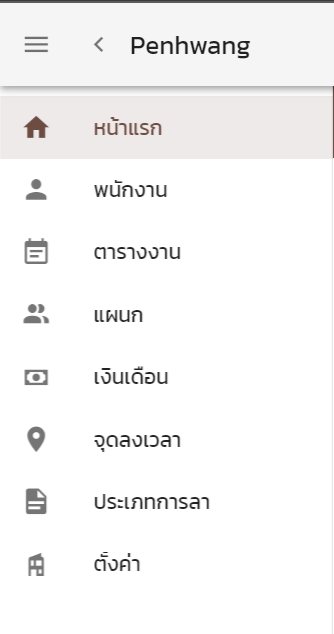 Penhwang
หน้าแรก
พนักงาน
ตารางงาน
แผนก
เงินเดือน
จุดลงเวลา
ประเภทการลา
ตั้งค่า